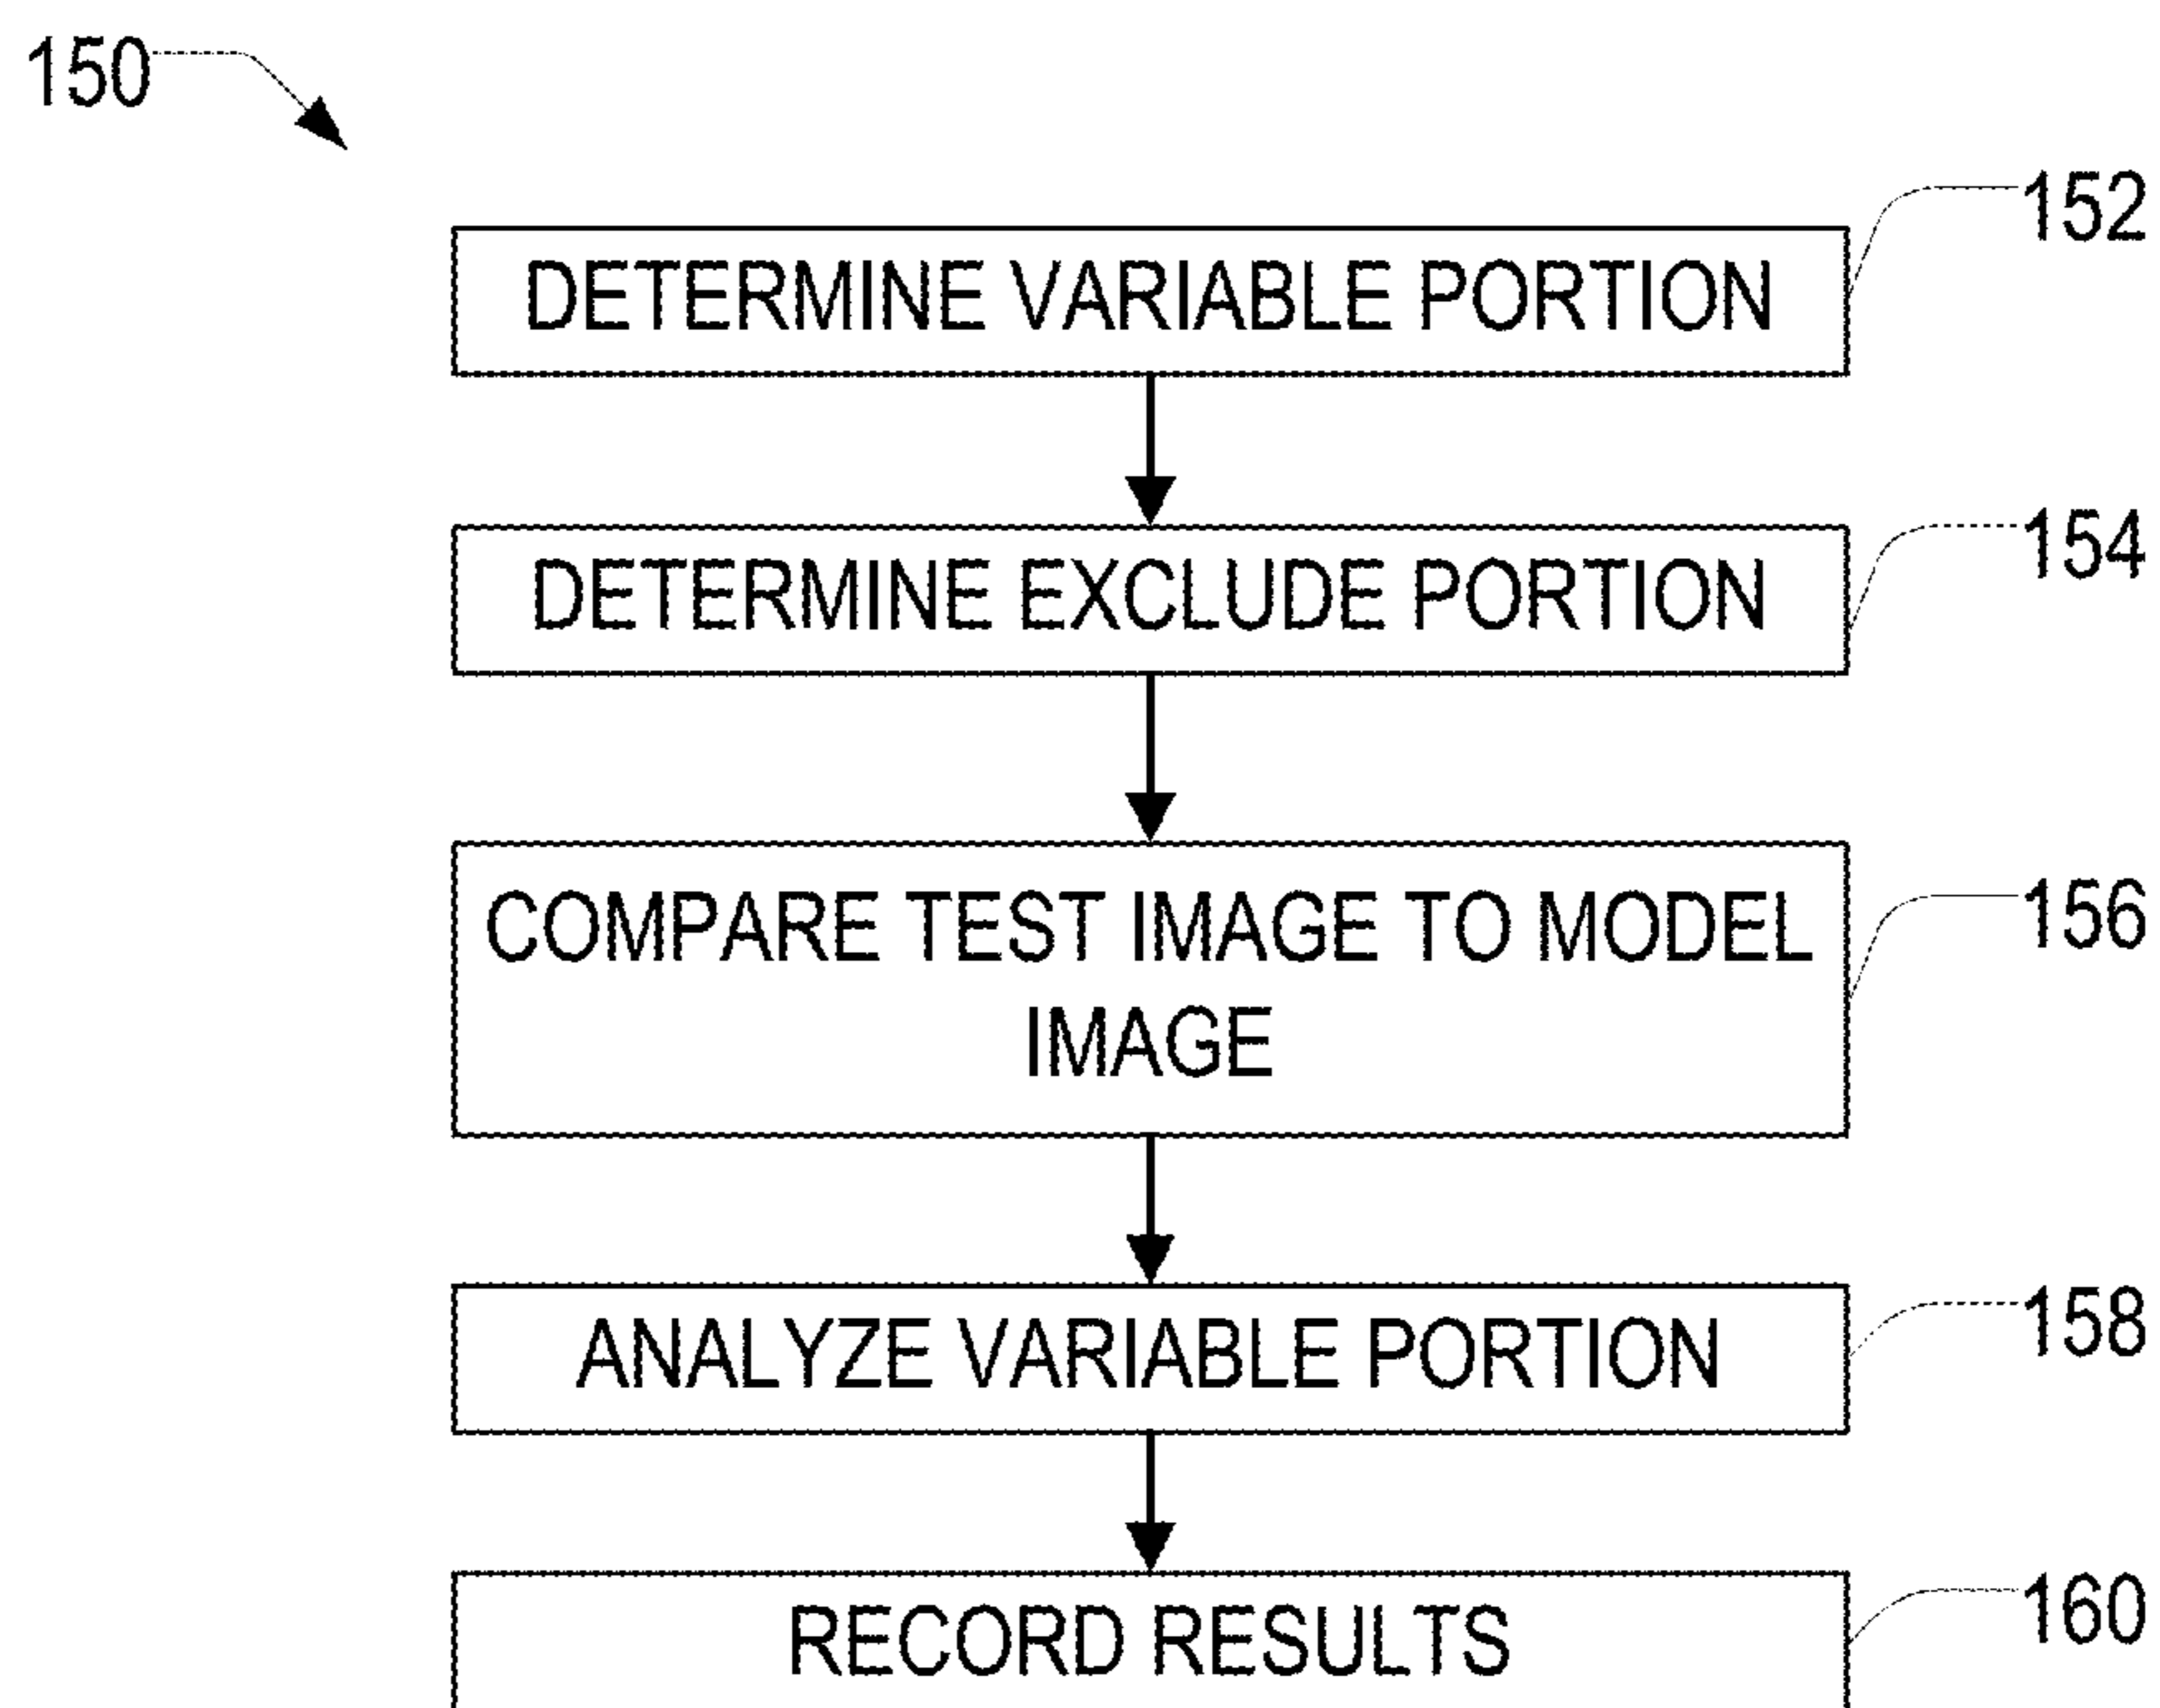 150
152
DETERMINE VARIABLE PORTION
154
DETERMINE EXCLUDE PORTION
156
COMPARE TEST IMAGE TO MODEL
IMAGE
158
ANALYZE VARIABLE PORTION
160
RECORD RESULTS